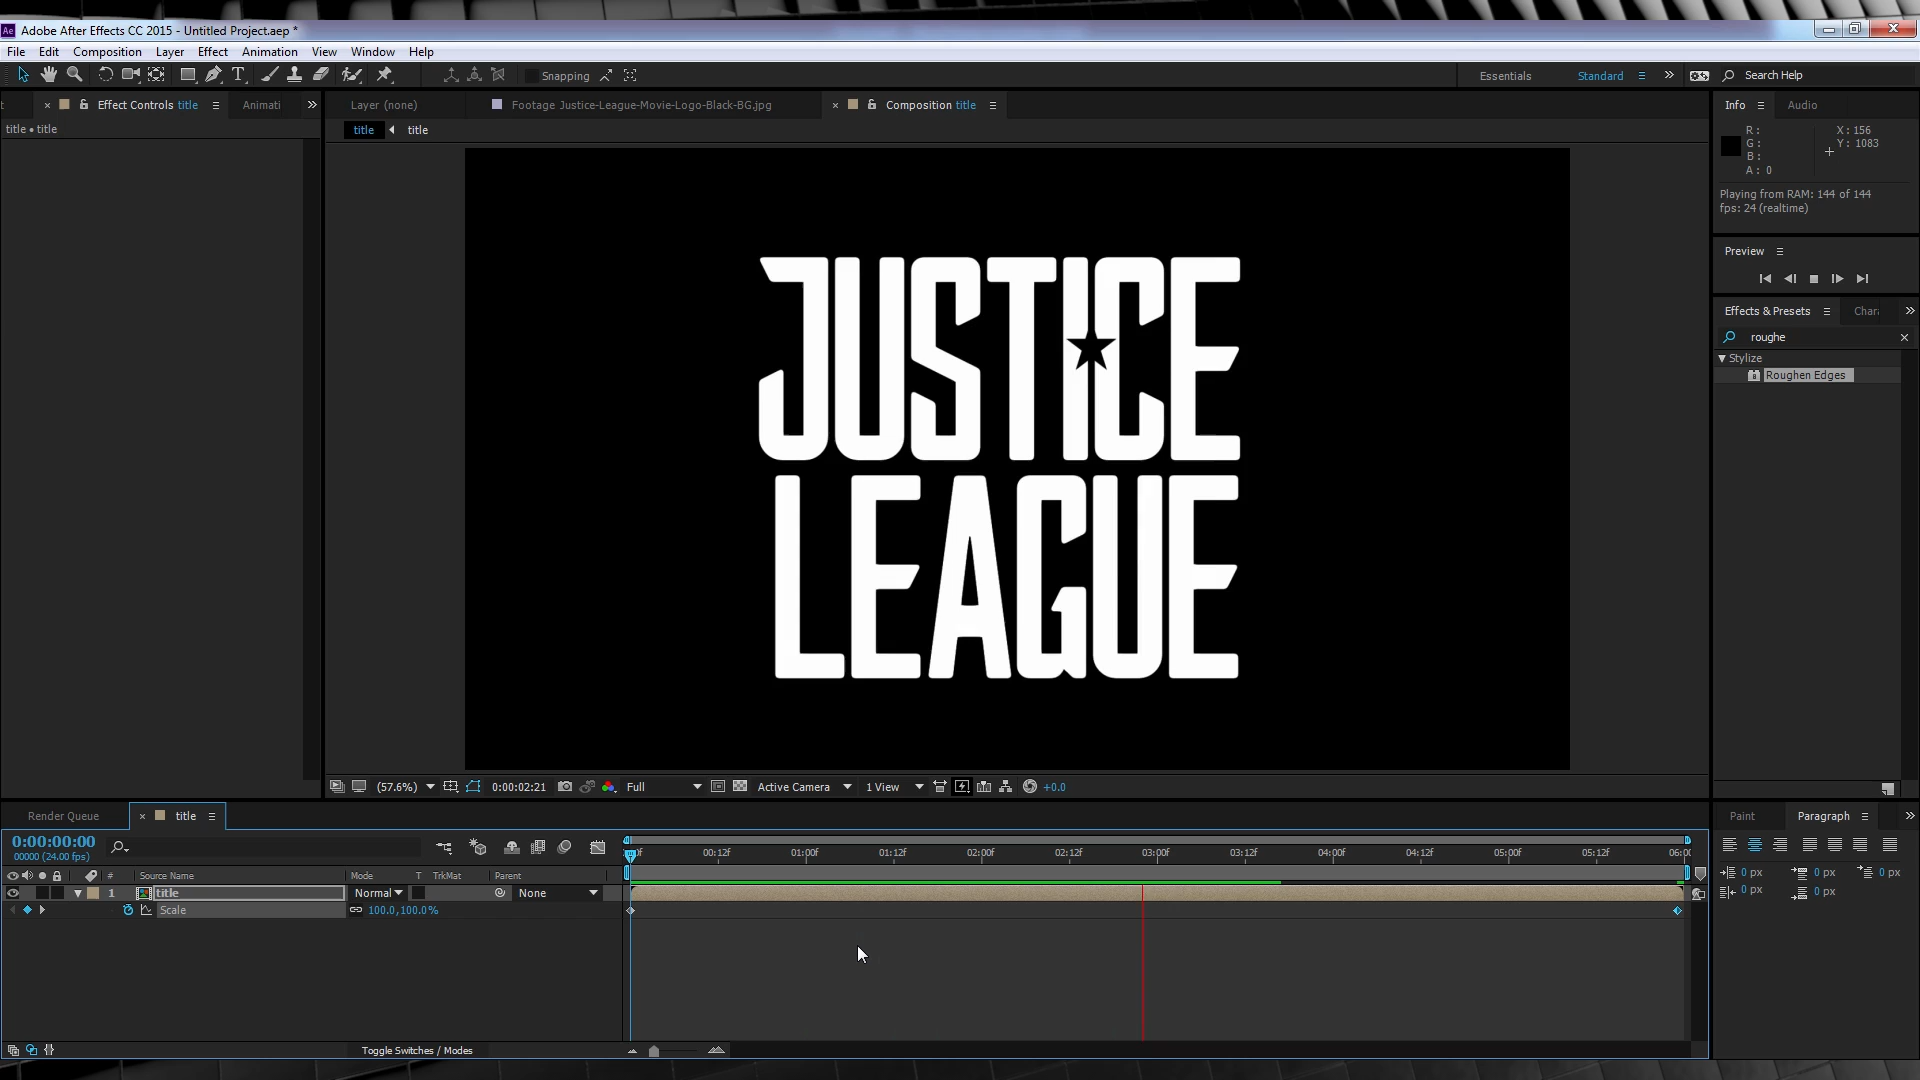 Ae Adobe After Effects CC 2015 - Untitled Project.aep *
File Edit Composition Layer Effect Animation View Window Help
T Snapping Essentials Standard Search Help
t × Effect Controls title Animati
Layer (none) Footage Justice-League-Movie-Logo-Black-BG.jpg × Composition title
title • title
title title
Info Audio
R :
G :
B :
A : 0
X : 156
Y : 1083
Playing from RAM: 144 of 144
fps: 24 (realtime)
Preview
Effects & Presets Chara
roughe
Stylize
Roughen Edges
JUSTICE
LEAGUE
(57.6%) 0:00:02:21 Full Active Camera 1 View +0.0
Render Queue × title
0:00:00:00
00000 (24.00 fps)
00:12f 01:00f 01:12f 02:00f 02:12f 03:00f 03:12f 04:00f 04:12f 05:00f 05:12f 06:00
# Source Name Mode T TrkMat Parent
1 title Normal None
Scale 100.0,100.0%
Toggle Switches / Modes
Paint Paragraph
0 px 0 px 0 px
0 px 0 px